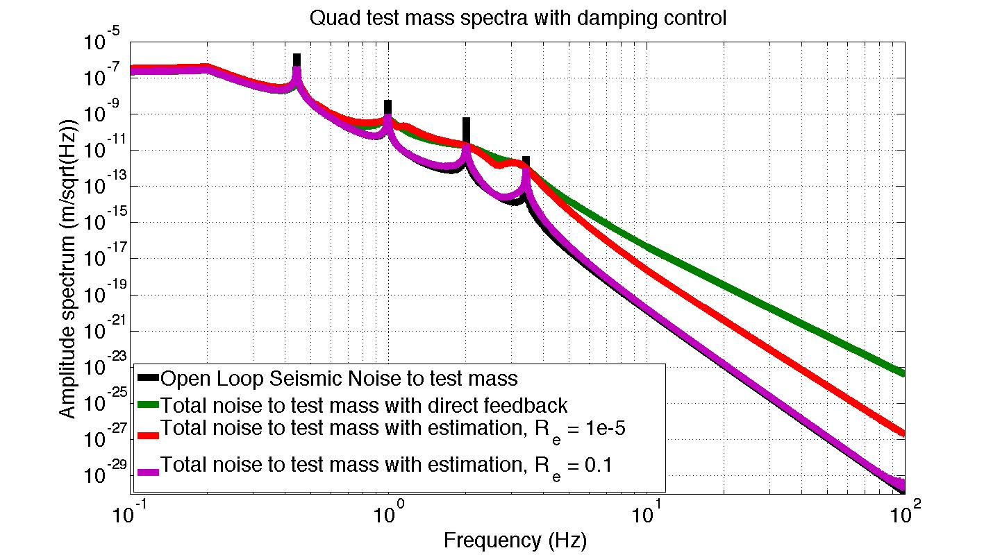 Quad test mass spectra with damping control
Amplitude spectrum (m/sqrt(Hz))
10^-5
10^-7
10^-9
10^-11
10^-13
10^-15
10^-17
10^-19
10^-21
10^-23
10^-25
10^-27
10^-29
Open Loop Seismic Noise to test mass
Total noise to test mass with direct feedback
Total noise to test mass with estimation, R_e = 1e-5
Total noise to test mass with estimation, R_e = 0.1
10^-1 10^0 10^1 10^2
Frequency (Hz)